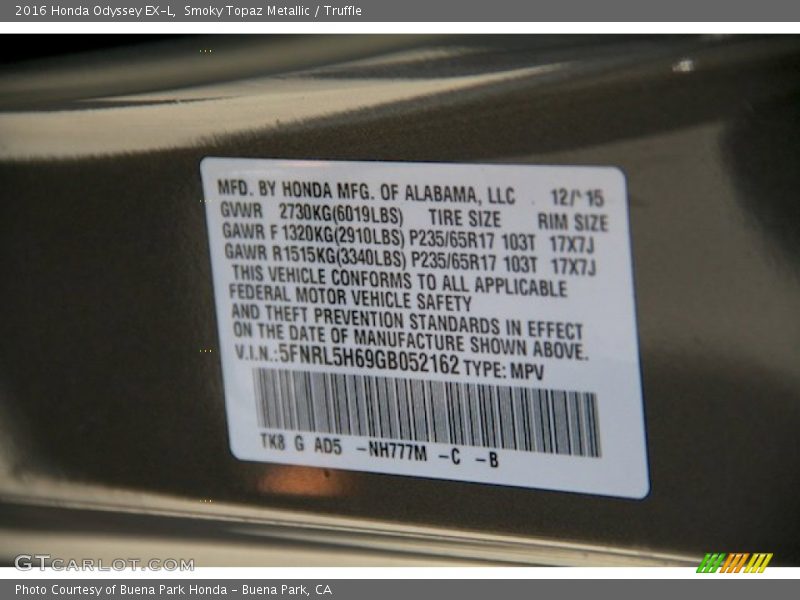 2016 Honda Odyssey EX-L, Smoky Topaz Metallic / Truffle
MFD. BY HONDA MFG. OF ALABAMA, LLC 12/ 15
GVWR 2730KG(6019LBS) TIRE SIZE RIM SIZE
GAWR F 1320KG(2910LBS) P235/65R17 103T 17X7J
GAWR R1515KG(3340LBS) P235/65R17 103T 17X7J
THIS VEHICLE CONFORMS TO ALL APPLICABLE
FEDERAL MOTOR VEHICLE SAFETY
AND THEFT PREVENTION STANDARDS IN EFFECT
ON THE DATE OF MANUFACTURE SHOWN ABOVE.
V.I.N.:5FNRL5H69GB052162 TYPE: MPV
TK8 G AD5 -NH777M -C -B
GTCARLOT.COM
Photo Courtesy of Buena Park Honda - Buena Park, CA